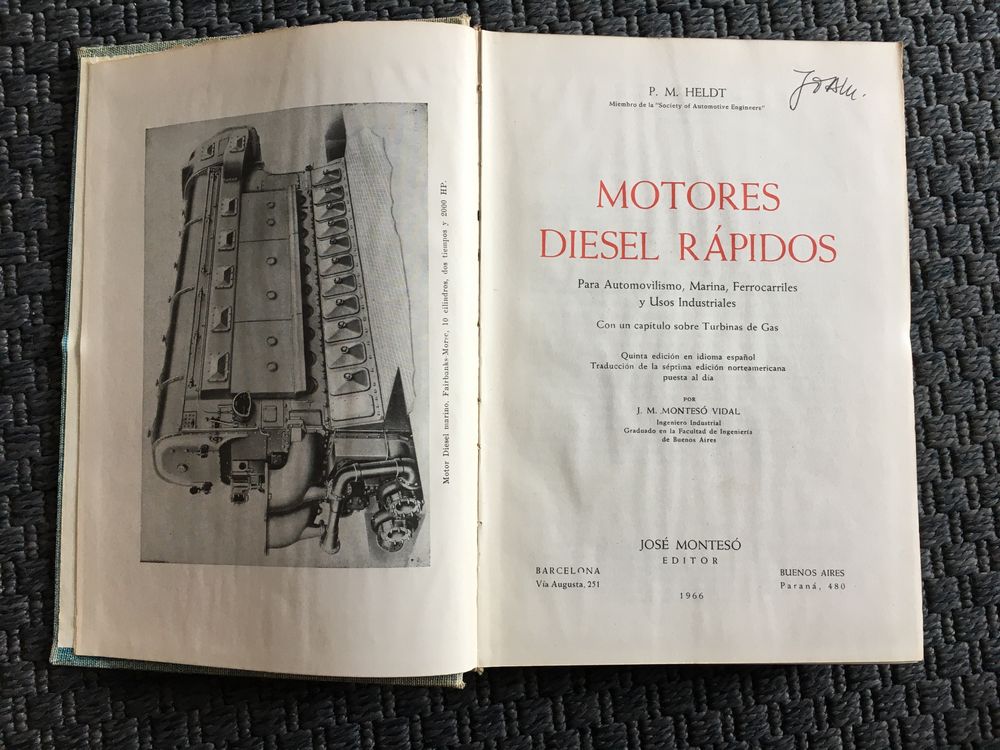 Motor Diesel marino, Fairbanks-Morse, 10 cilindros, dos tiempos y 2000 HP.
P. M. HELDT
Miembro de la "Society of Automotive Engineers"
MOTORES
DIESEL RÁPIDOS
Para Automovilismo, Marina, Ferrocarriles
y Usos Industriales
Con un capítulo sobre Turbinas de Gas
Quinta edición en idioma español
Traducción de la séptima edición norteamericana
puesta al día
POR
J. M. MONTESÓ VIDAL
Ingeniero Industrial
Graduado en la Facultad de Ingeniería
de Buenos Aires
JOSÉ MONTESÓ
EDITOR
BARCELONA
Vía Augusta, 251
BUENOS AIRES
Paraná, 480
1966